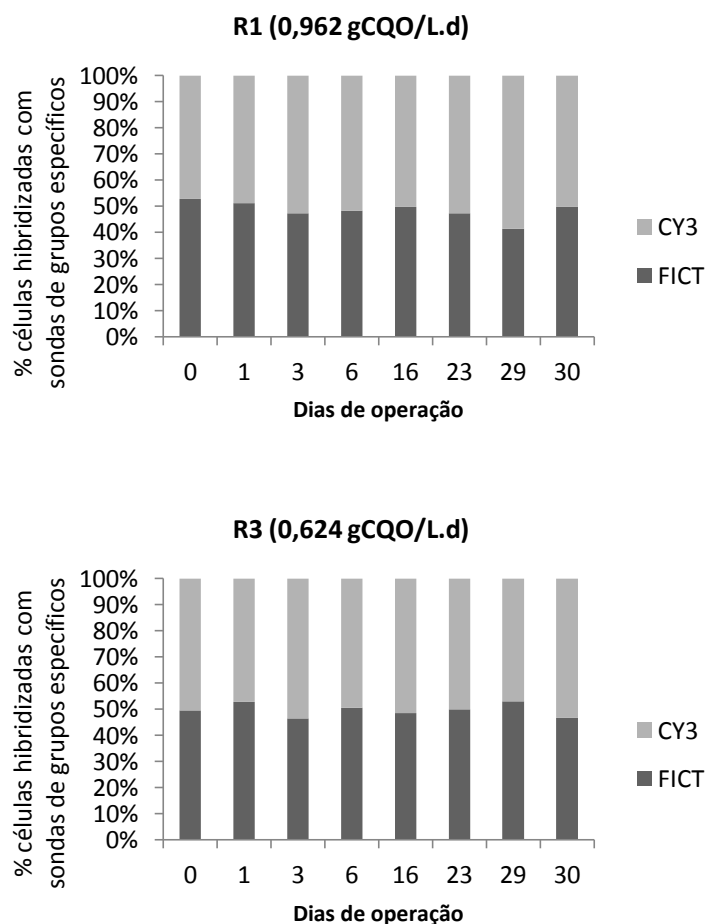 R1 (0,962 gCQO/L.d)
% células hibridizadas com
sondas de grupos específicos
100%
90%
80%
70%
60%
50%
40%
30%
20%
10%
0%
0 1 3 6 16 23 29 30
Dias de operação
CY3
FICT
R3 (0,624 gCQO/L.d)
% células hibridizadas com
sondas de grupos específicos
100%
90%
80%
70%
60%
50%
40%
30%
20%
10%
0%
0 1 3 6 16 23 29 30
Dias de operação
CY3
FICT